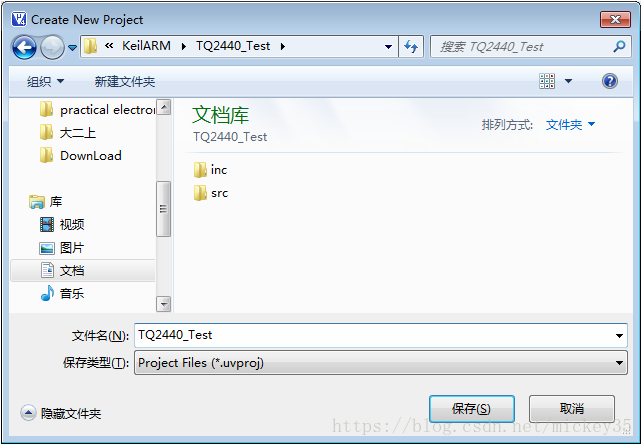 Create New Project
« KeilARM ▸ TQ2440_Test ▸
搜索 TQ2440_Test
组织 新建文件夹
practical electron
大二上
DownLoad
库
视频
图片
文档
音乐
文档库
TQ2440_Test
排列方式: 文件夹
inc
src
文件名(N): TQ2440_Test
保存类型(T): Project Files (*.uvproj)
隐藏文件夹
保存(S) 取消
https://blog.csdn.net/mickey35